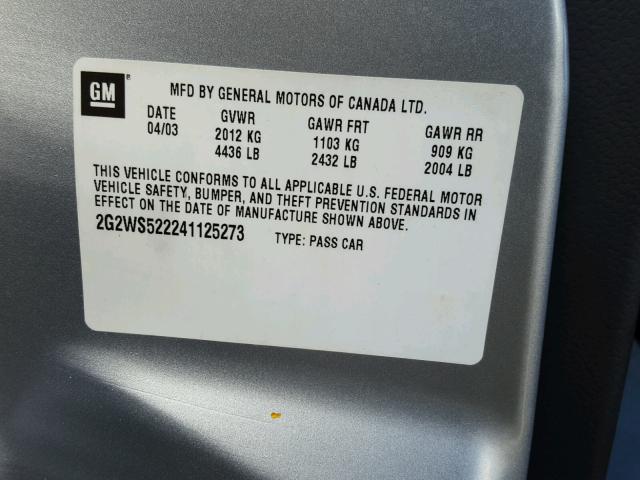 GM ®
MFD BY GENERAL MOTORS OF CANADA LTD.
DATE GVWR GAWR FRT GAWR RR
04/03 2012 KG 1103 KG 909 KG
4436 LB 2432 LB 2004 LB
THIS VEHICLE CONFORMS TO ALL APPLICABLE U.S. FEDERAL MOTOR
VEHICLE SAFETY, BUMPER, AND THEFT PREVENTION STANDARDS IN
EFFECT ON THE DATE OF MANUFACTURE SHOWN ABOVE.
2G2WS522241125273 TYPE: PASS CAR